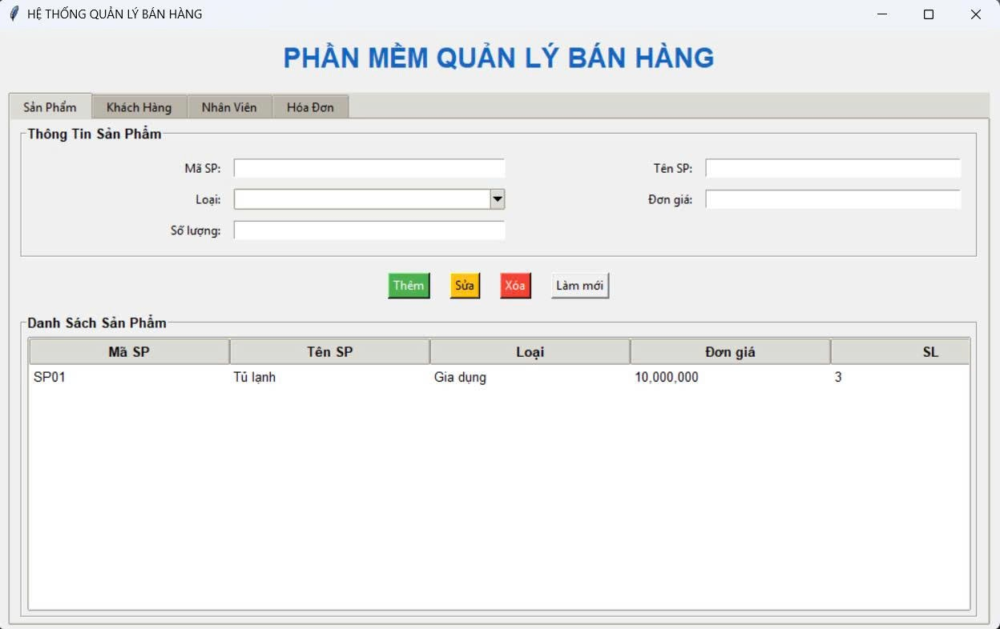 HỆ THỐNG QUẢN LÝ BÁN HÀNG
PHẦN MỀM QUẢN LÝ BÁN HÀNG
Sản Phẩm Khách Hàng Nhân Viên Hóa Đơn
Thông Tin Sản Phẩm
Mã SP: Tên SP:
Loại: Đơn giá:
Số lượng:
Thêm Sửa Xóa Làm mới
Danh Sách Sản Phẩm
Mã SP Tên SP Loại Đơn giá SL
SP01 Tủ lạnh Gia dụng 10,000,000 3